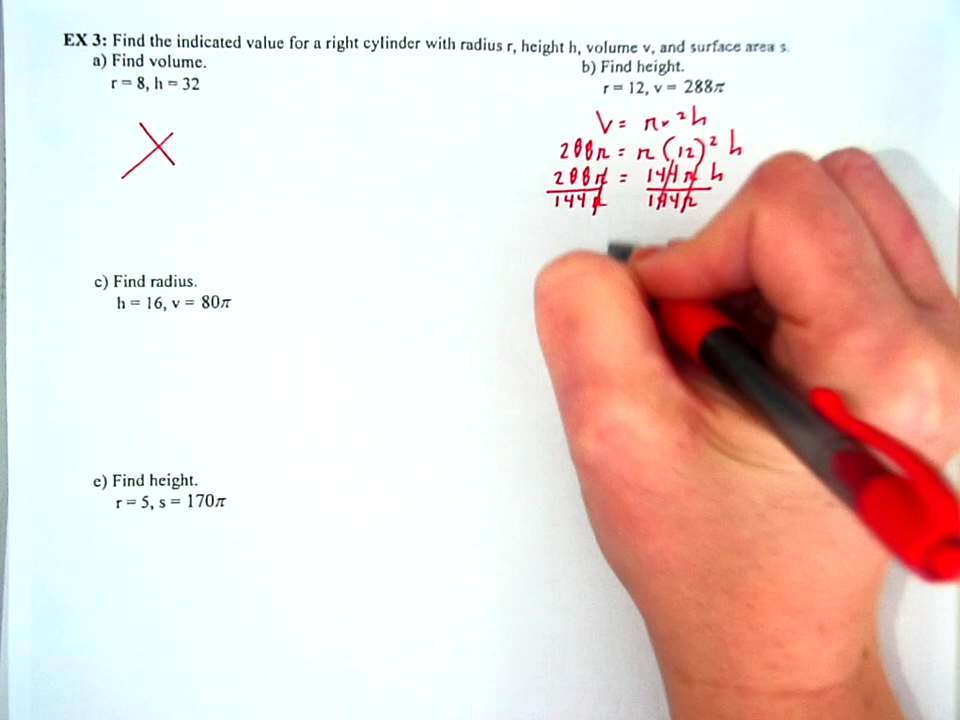 EX 3: Find the indicated value for a right cylinder with radius r, height h, volume v, and surface area s.
a) Find volume.
r = 8, h = 32
b) Find height.
r = 12, v = 288π
V = πr²h
288π = π(12)² h
288π = 144π h
144π 144π
c) Find radius.
h = 16, v = 80π
e) Find height.
r = 5, s = 170π